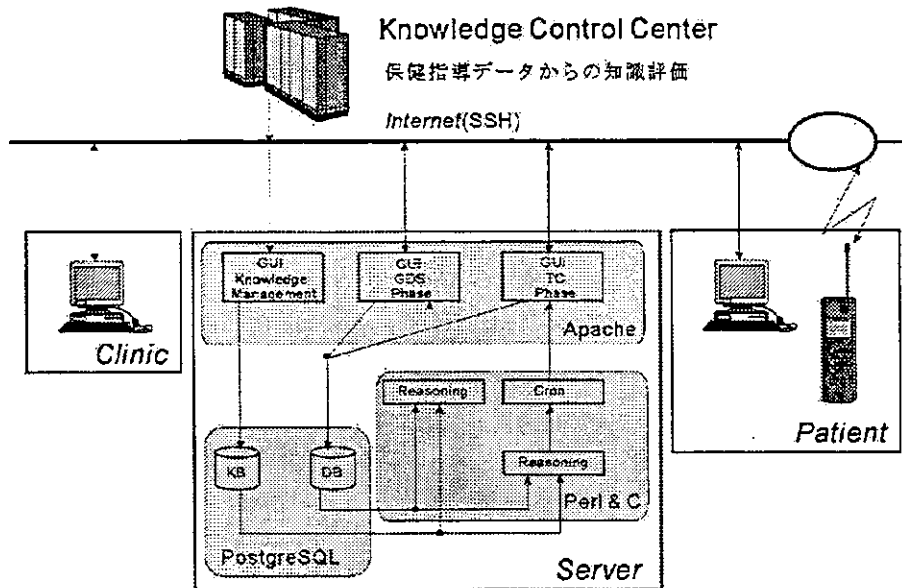 Knowledge Control Center
保健指導データからの知識評価
Internet(SSH)
GUI
Knowledge
Management
GUI
GDS
Phase
GUI
TC
Phase
Apache
Clinic
Reasoning
Cron
Patient
KB
DB
Reasoning
Perl & C
PostgreSQL
Server